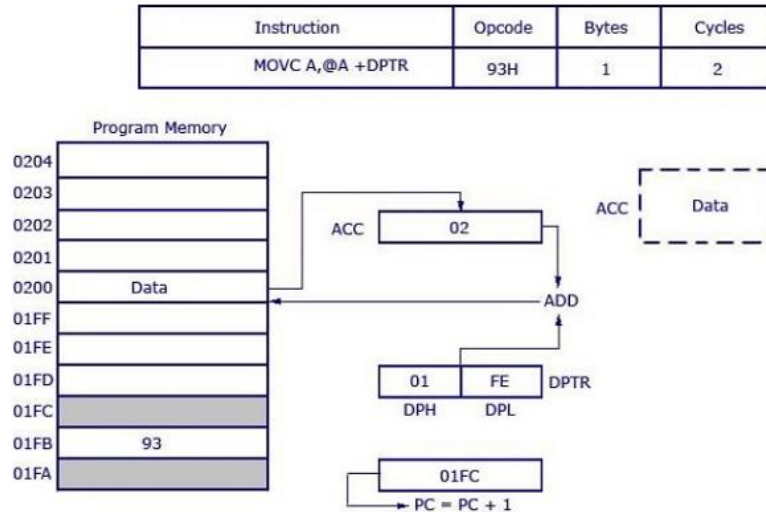 Instruction Opcode Bytes Cycles
MOVC A,@A +DPTR 93H 1 2
Program Memory
0204
0203
0202
0201
0200 Data
01FF
01FE
01FD
01FC
01FB 93
01FA
ACC 02
ADD
01 FE DPTR
DPH DPL
01FC
PC = PC + 1
ACC Data